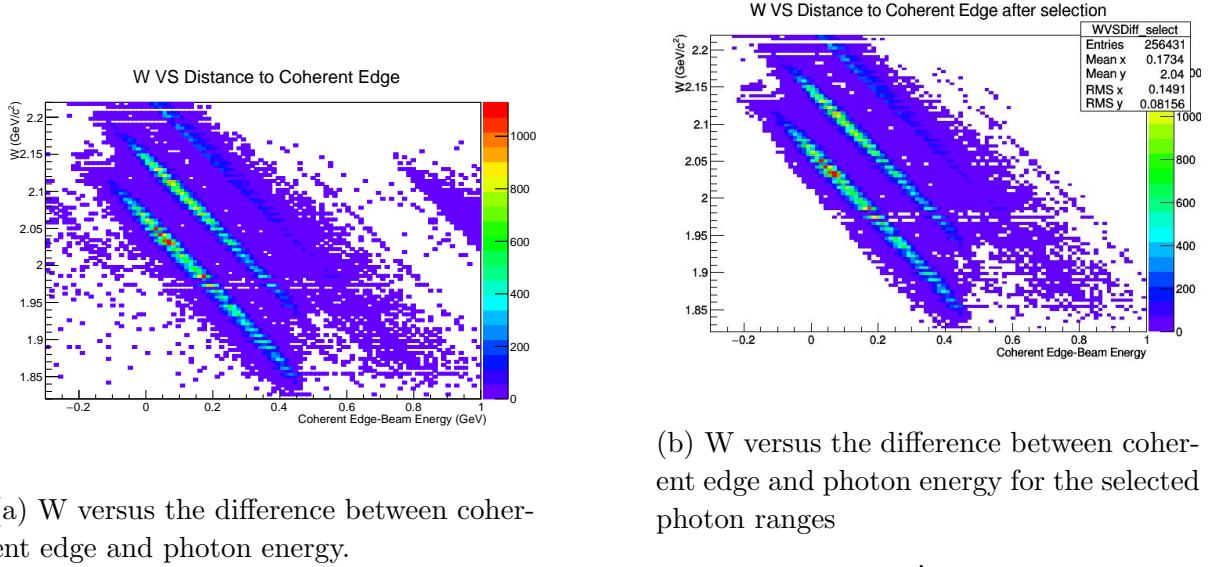 W VS Distance to Coherent Edge
W (GeV/c²)
2.2
2.15
2.1
2.05
2
1.95
1.9
1.85
−0.2 0 0.2 0.4 0.6 0.8 1
Coherent Edge-Beam Energy (GeV)
1000
800
600
400
200
0
(a) W versus the difference between coher-
ent edge and photon energy.
W VS Distance to Coherent Edge after selection
W (GeV/c²)
2.2
2.15
2.1
2.05
2
1.95
1.9
1.85
−0.2 0 0.2 0.4 0.6 0.8 1
Coherent Edge-Beam Energy
WVSDiff_select
Entries 256431
Mean x 0.1734
Mean y 2.04
RMS x 0.1491
RMS y 0.08156
00
1000
800
600
400
200
0
(b) W versus the difference between coher-
ent edge and photon energy for the selected
photon ranges